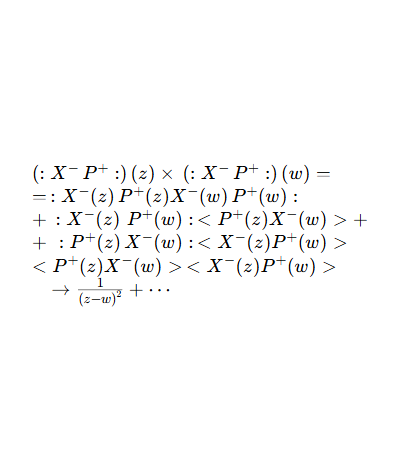 (: X⁻ P⁺ :) (z) × (: X⁻ P⁺ :) (w) =
= : X⁻(z) P⁺(z)X⁻(w) P⁺(w) :
+ : X⁻(z) P⁺(w) : < P⁺(z)X⁻(w) > +
+ : P⁺(z) X⁻(w) : < X⁻(z)P⁺(w) >
< P⁺(z)X⁻(w) > < X⁻(z)P⁺(w) >
→ 1/(z−w)² + ⋯